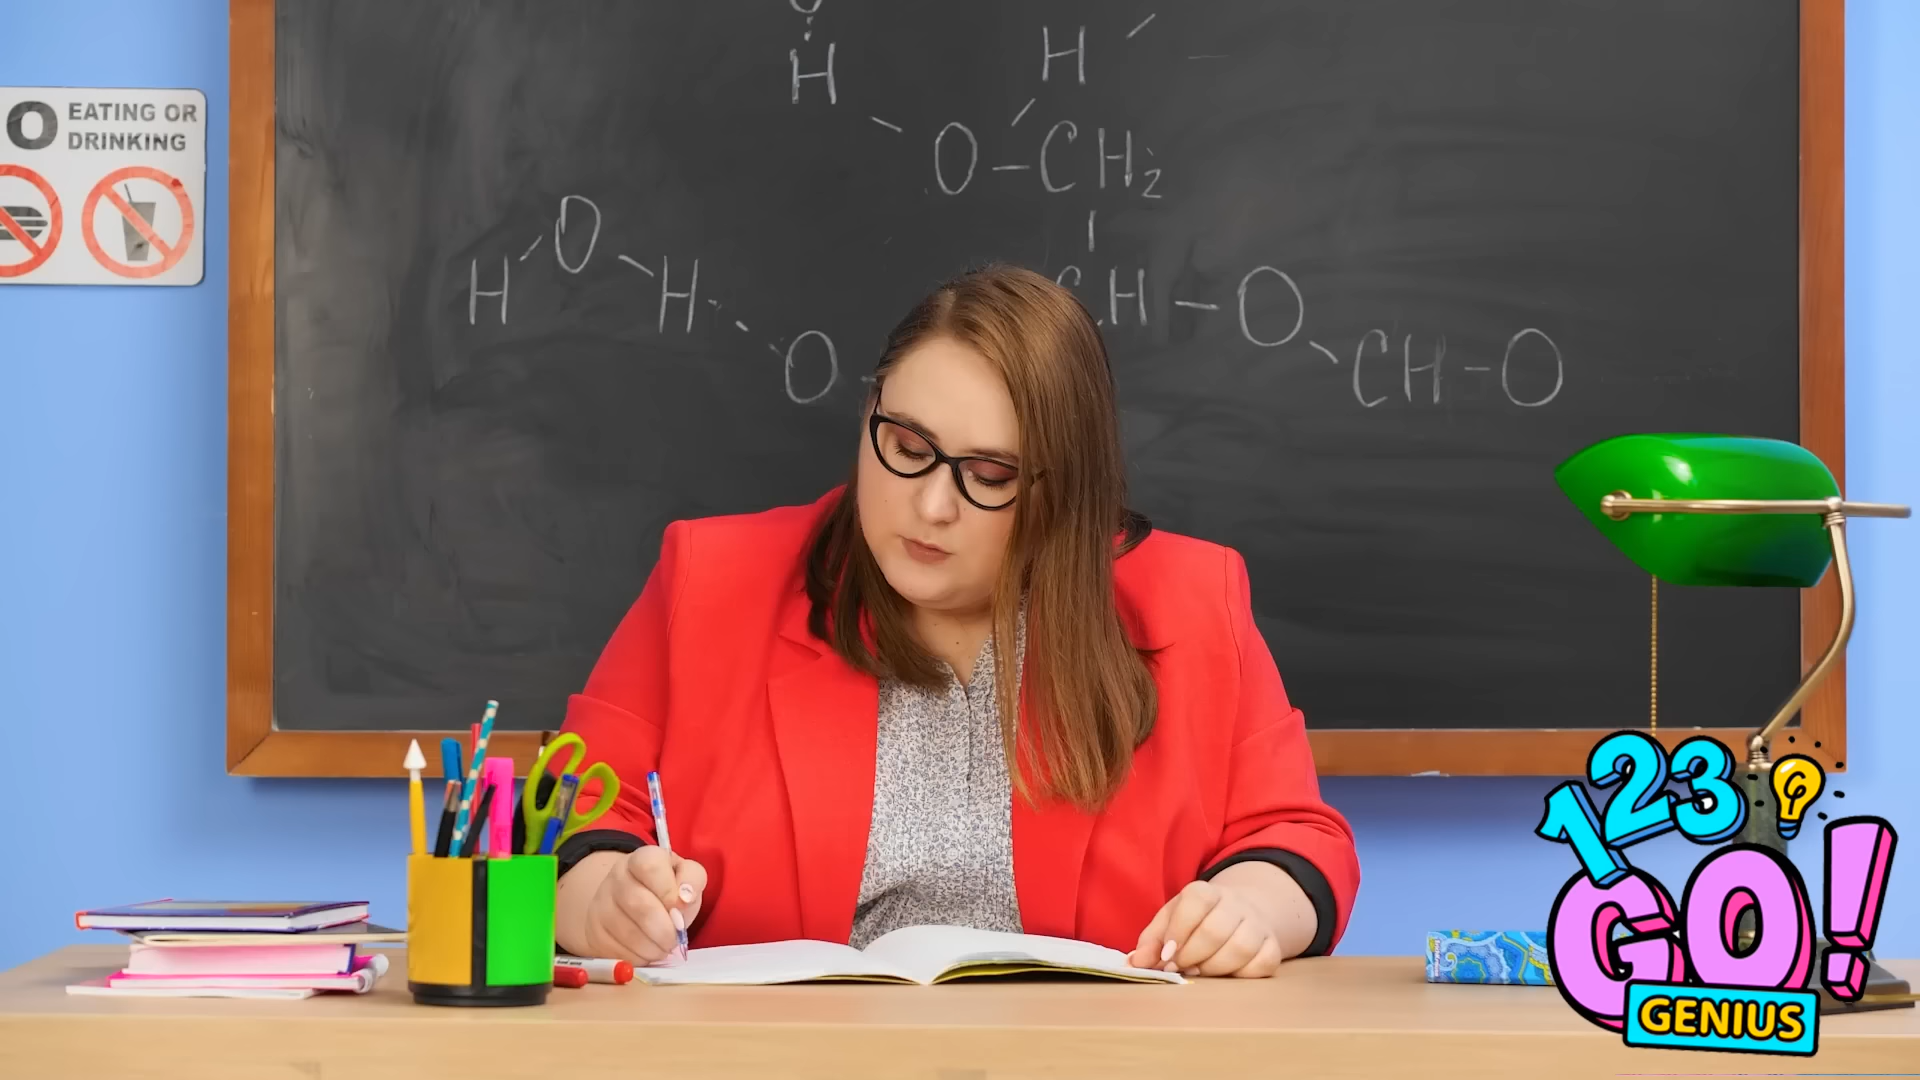 O EATING OR
DRINKING
H
H
O-CH2
H O H
CH-O
O
CH-O
123
GO!
GENIUS